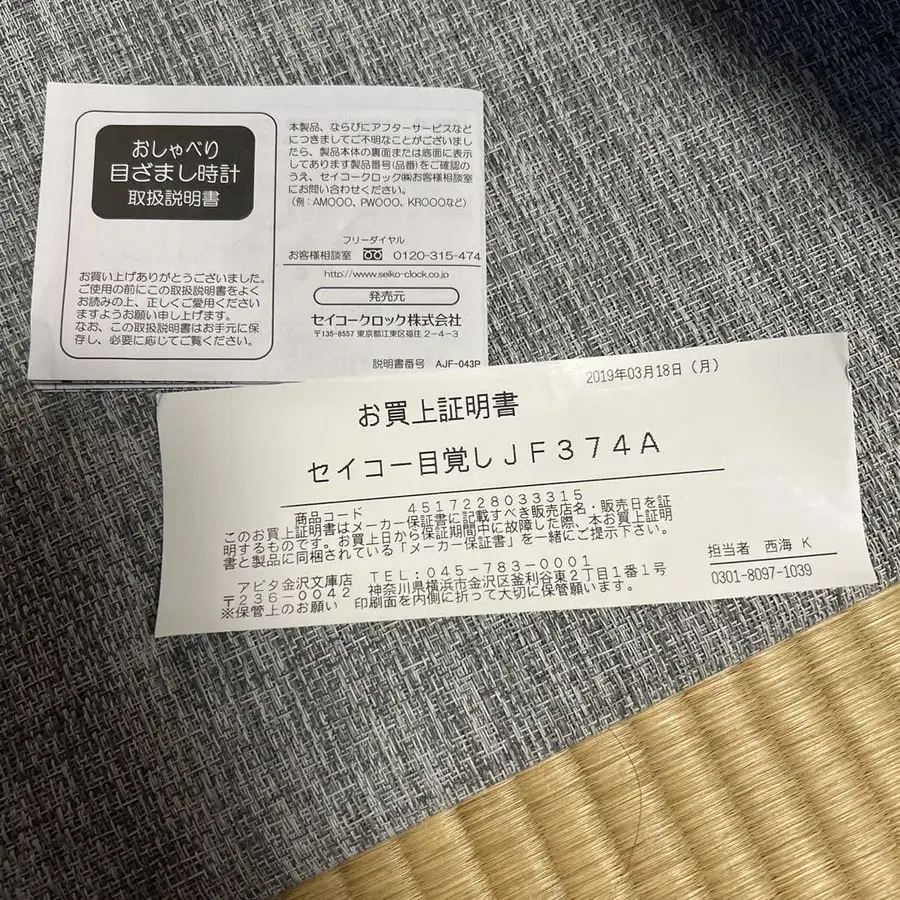 おしゃべり
目ざまし時計
取扱説明書
お買い上げありがとうございました。
ご使用の前にこの取扱説明書をよく
お読みの上、正しくご愛用ください
ますようお願い申し上げます。
なお、この取扱説明書はお手元に保
存し、必要に応じてご覧ください。
本製品、ならびにアフターサービスなど
につきましてご不明なことがございまし
たら、製品本体の裏面または底面に表示
してあります製品番号(品番)をご確認の
うえ、セイコークロック㈱お客様相談室
にお問い合わせください。
(例:AM〇〇〇、PW〇〇〇、KR〇〇〇など)
フリーダイヤル
お客様相談室 0120-315-474
http://www.seiko-clock.co.jp
発売元
セイコークロック株式会社
〒135-8557 東京都江東区福住 2-4-3
説明書番号 AJF-043P
2019年03月18日(月)
お買上証明書
セイコー目覚しJF374A
商品コード 4517228033315
このお買上証明書はメーカー保証書に記載すべき販売店名・販売日を証
明するものです。お買上日から保証期間中に故障した際、本お買上証明
書と製品に同梱されている「メーカー保証書」を一緒にご提示下さい。
アピタ金沢文庫店 TEL:045-783-0001
〒236-0042 神奈川県横浜市金沢区釜利谷東2丁目1番1号
※保管上のお願い 印刷面を内側に折って大切に保管願います。
担当者 西海 K
0301-8097-1039